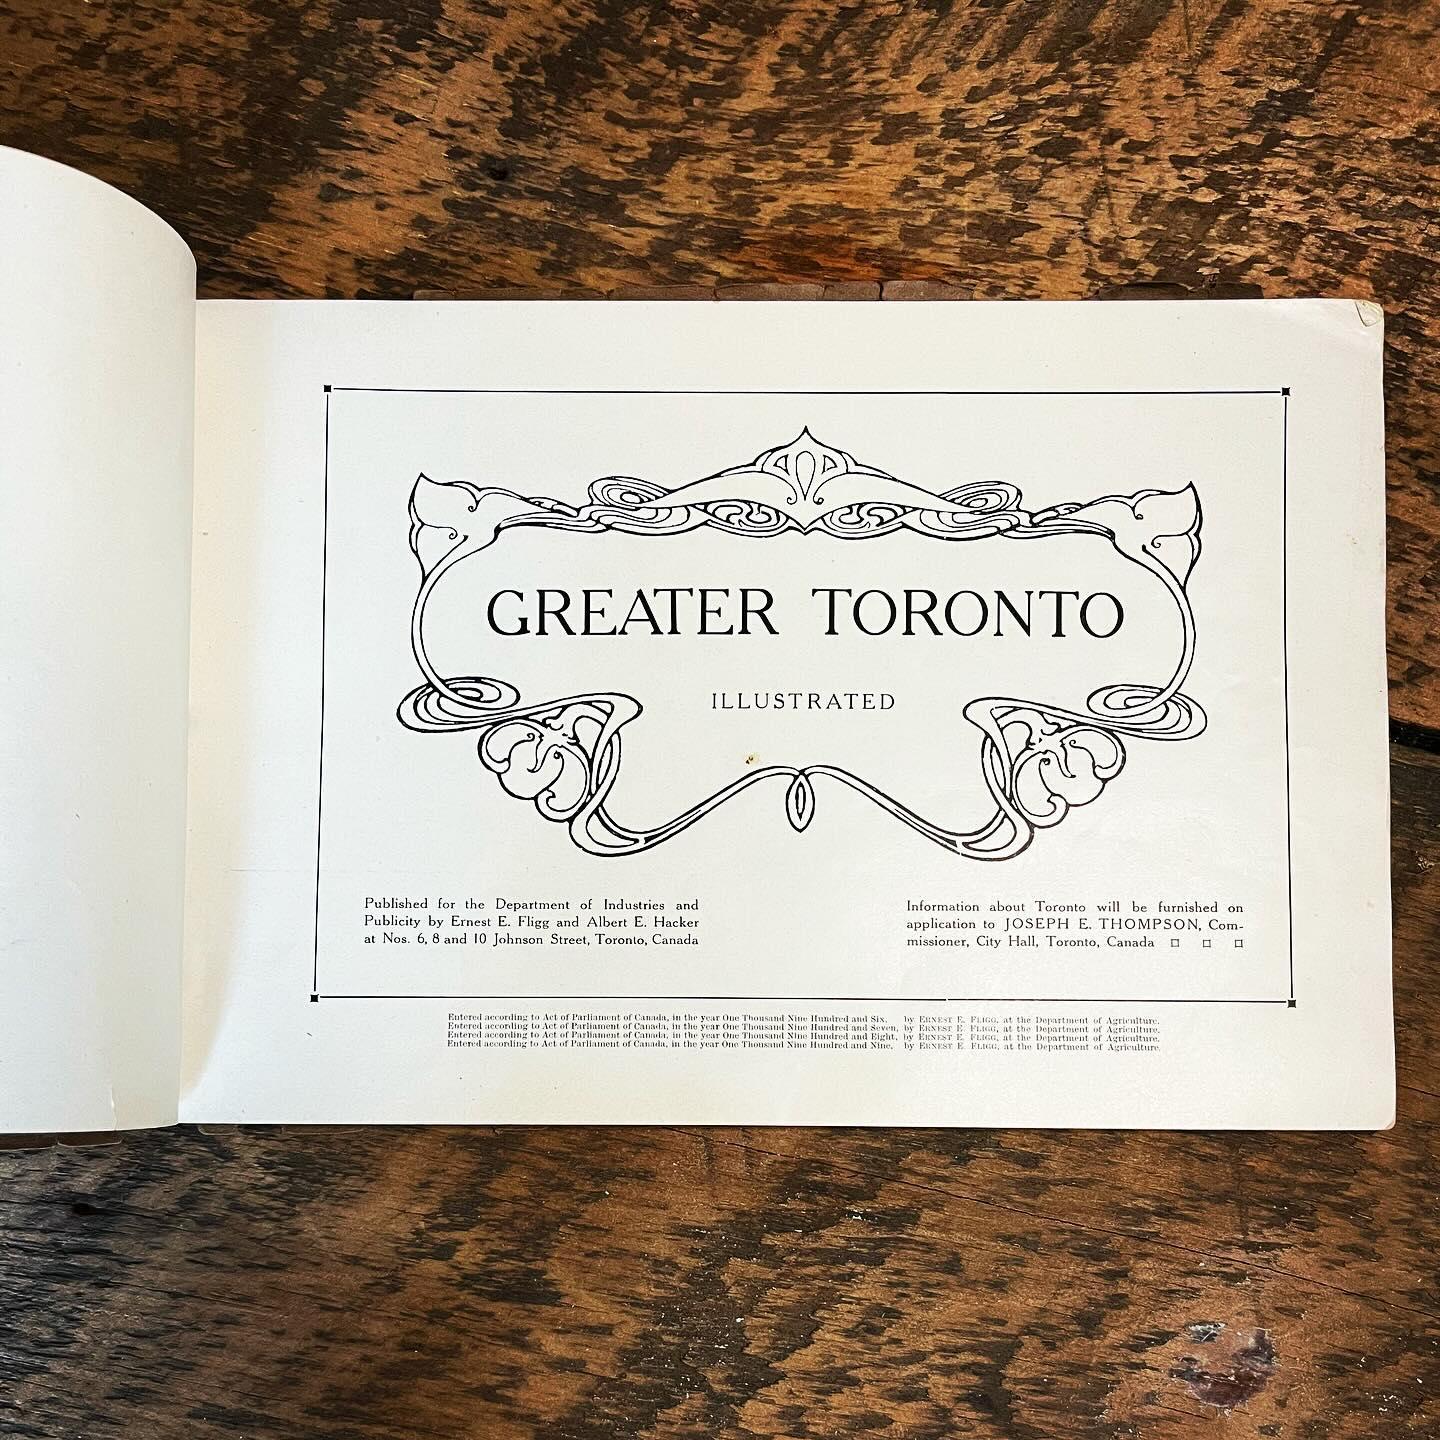 GREATER TORONTO
ILLUSTRATED
Published for the Department of Industries and
Publicity by Ernest E. Fligg and Albert E. Hacker
at Nos. 6, 8 and 10 Johnson Street, Toronto, Canada
Information about Toronto will be furnished on
application to JOSEPH E. THOMPSON, Com-
missioner, City Hall, Toronto, Canada
Entered according to Act of Parliament of Canada, in the year One Thousand Nine Hundred and Six, by ERNEST E. FLIGG, at the Department of Agriculture.
Entered according to Act of Parliament of Canada, in the year One Thousand Nine Hundred and Seven, by ERNEST E. FLIGG, at the Department of Agriculture.
Entered according to Act of Parliament of Canada, in the year One Thousand Nine Hundred and Eight, by ERNEST E. FLIGG, at the Department of Agriculture.
Entered according to Act of Parliament of Canada, in the year One Thousand Nine Hundred and Nine, by ERNEST E. FLIGG, at the Department of Agriculture.